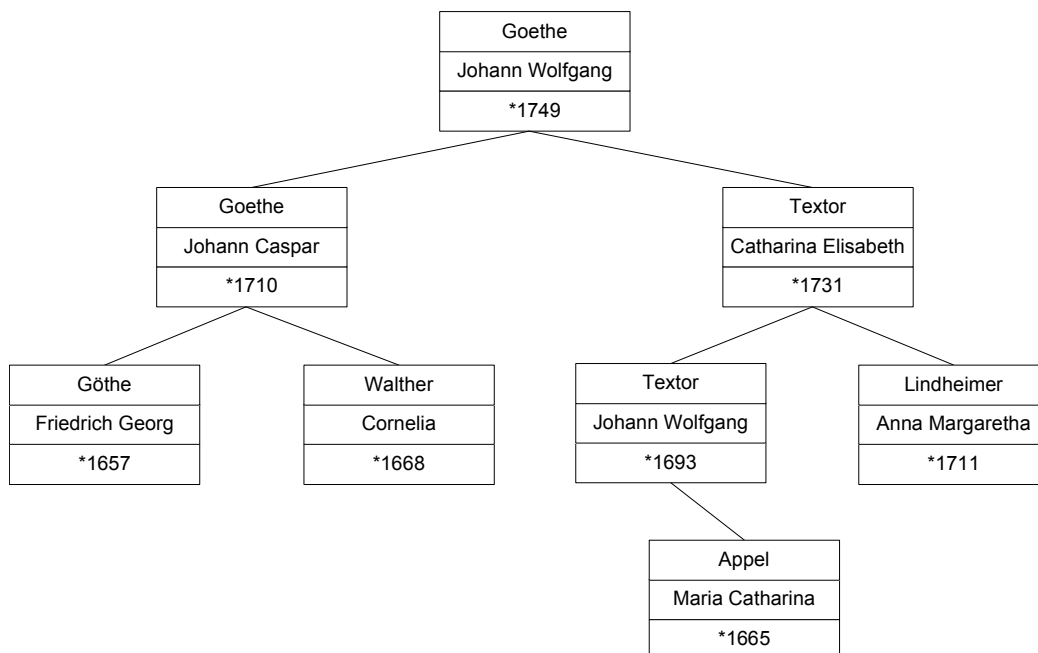 Goethe
Johann Wolfgang
*1749
Goethe
Johann Caspar
*1710
Textor
Catharina Elisabeth
*1731
Göthe
Friedrich Georg
*1657
Walther
Cornelia
*1668
Textor
Johann Wolfgang
*1693
Lindheimer
Anna Margaretha
*1711
Appel
Maria Catharina
*1665